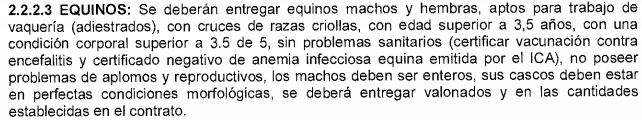 2.2.2.3 EQUINOS: Se deberán entregar equinos machos y hembras, aptos para trabajo de
vaquería (adiestrados), con cruces de razas criollas, con edad superior a 3,5 años, con una
condición corporal superior a 3.5 de 5, sin problemas sanitarios (certificar vacunación contra
encefalitis y certificado negativo de anemia infecciosa equina emitida por el ICA), no poseer
problemas de aplomos y reproductivos, los machos deben ser enteros, sus cascos deben estar
en perfectas condiciones morfológicas, se deberá entregar valonados y en las cantidades
establecidas en el contrato.